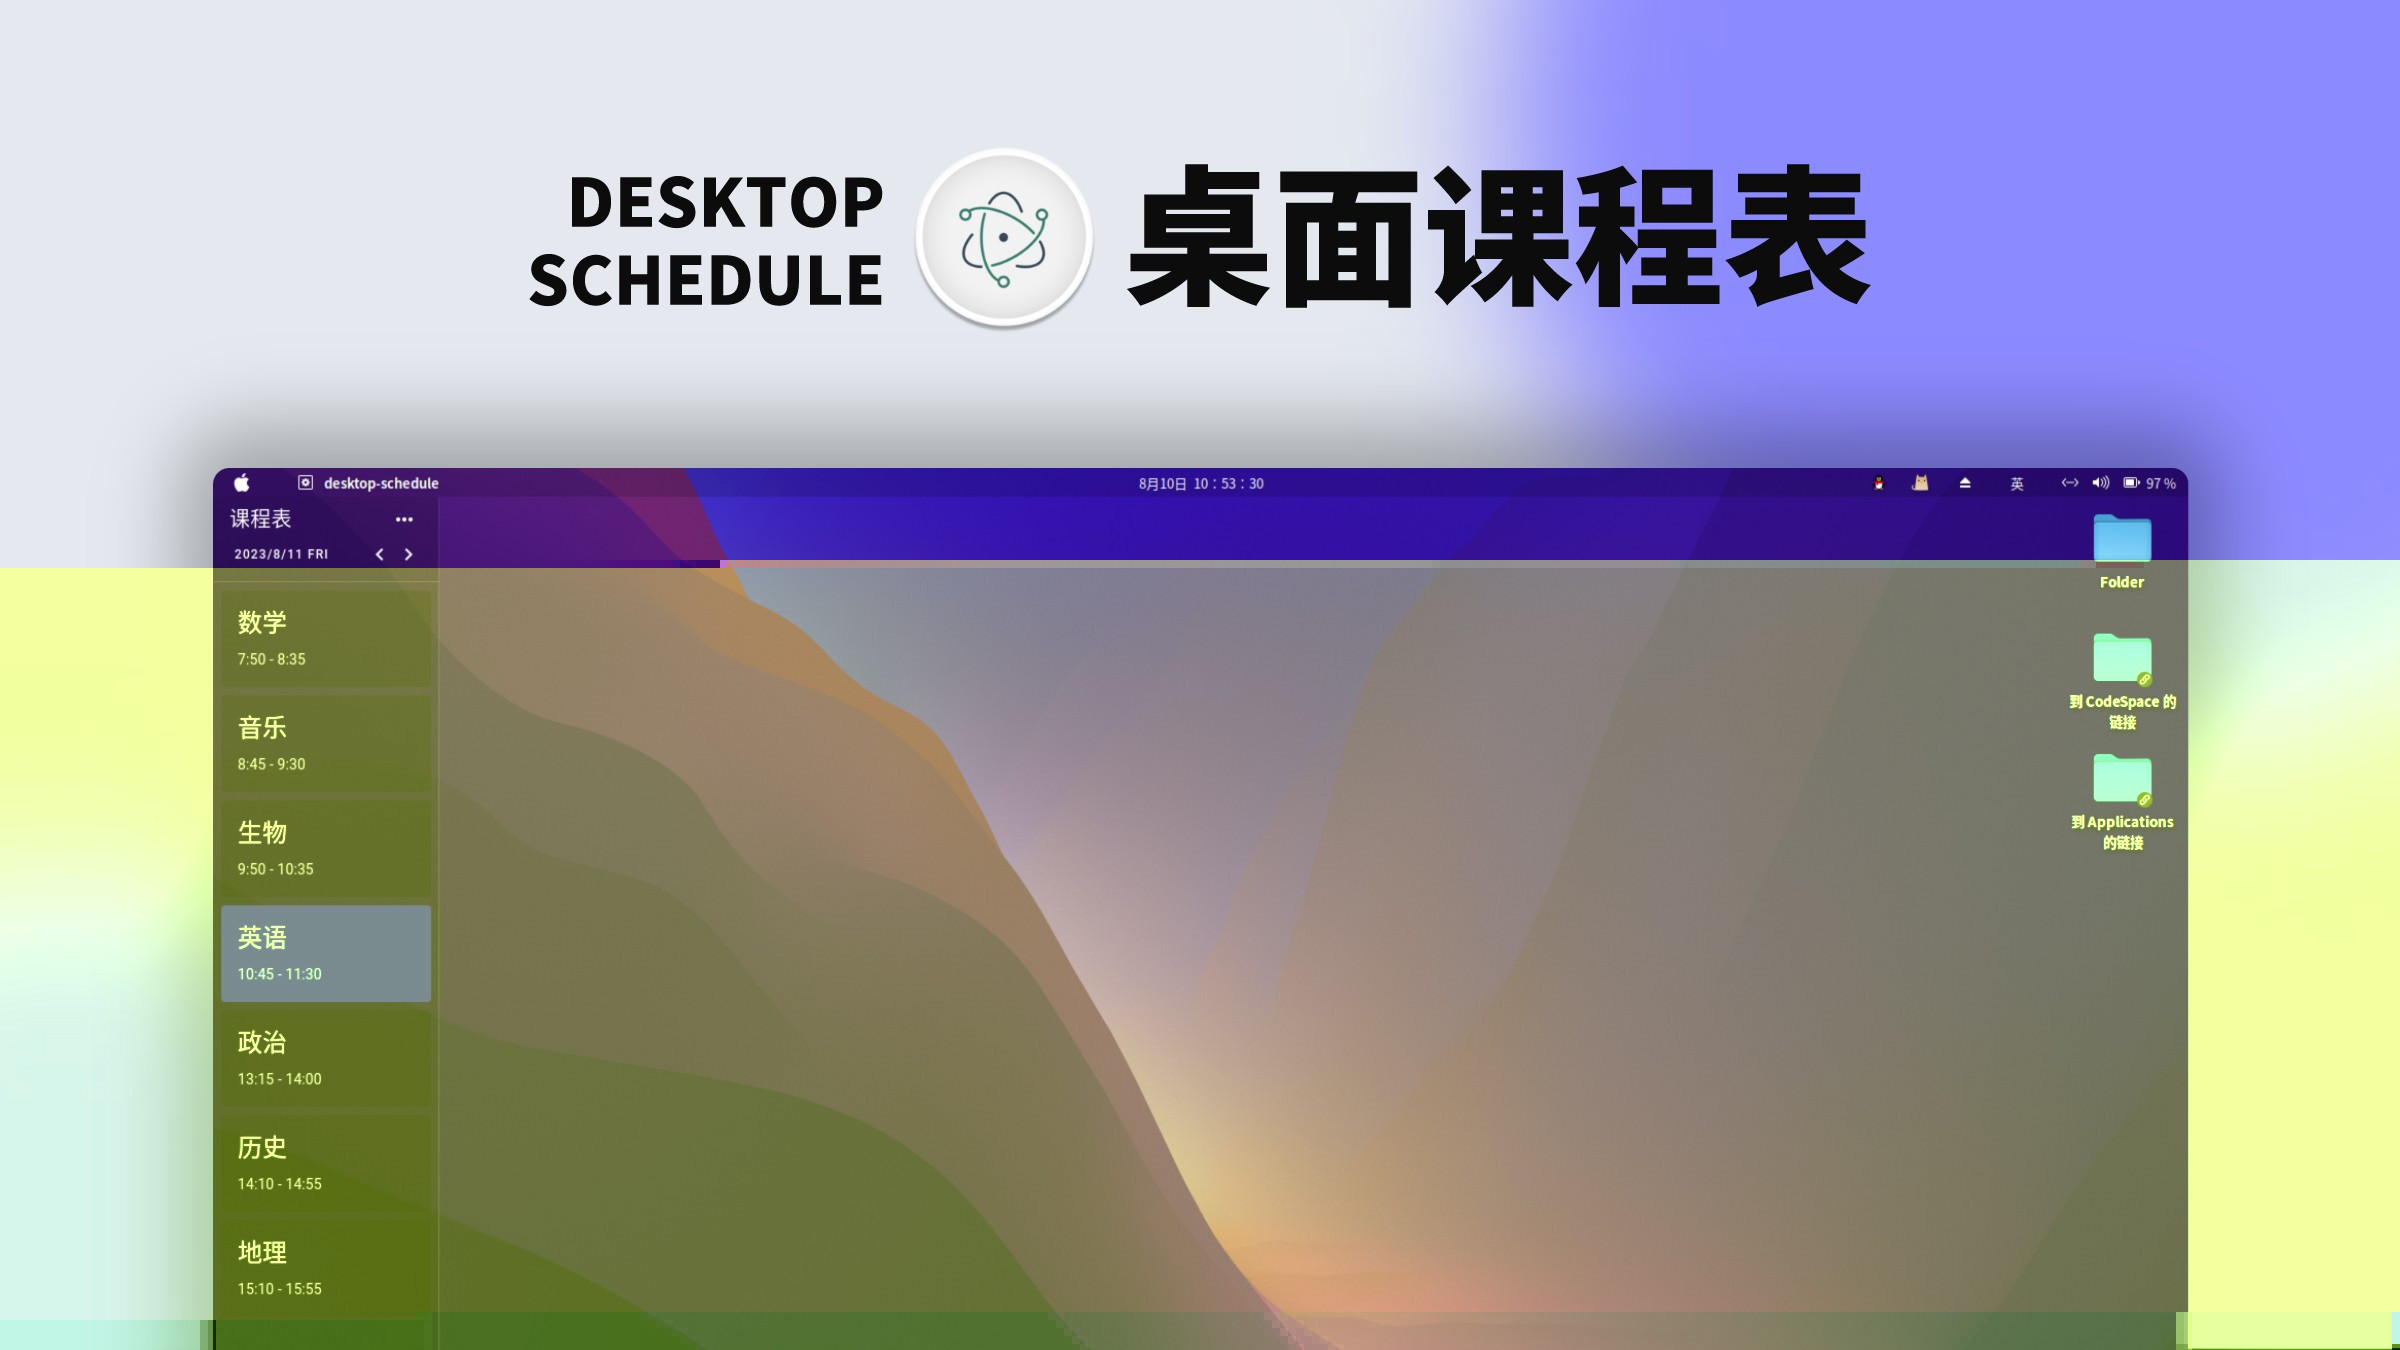 DESKTOP
SCHEDULE
桌面课程表
desktop-schedule
8月10日 10：53：30
英
97 %
课程表
2023/8/11 FRI
数学
7:50 - 8:35
音乐
8:45 - 9:30
生物
9:50 - 10:35
英语
10:45 - 11:30
政治
13:15 - 14:00
历史
14:10 - 14:55
地理
15:10 - 15:55
Folder
到 CodeSpace 的
链接
到 Applications
的链接